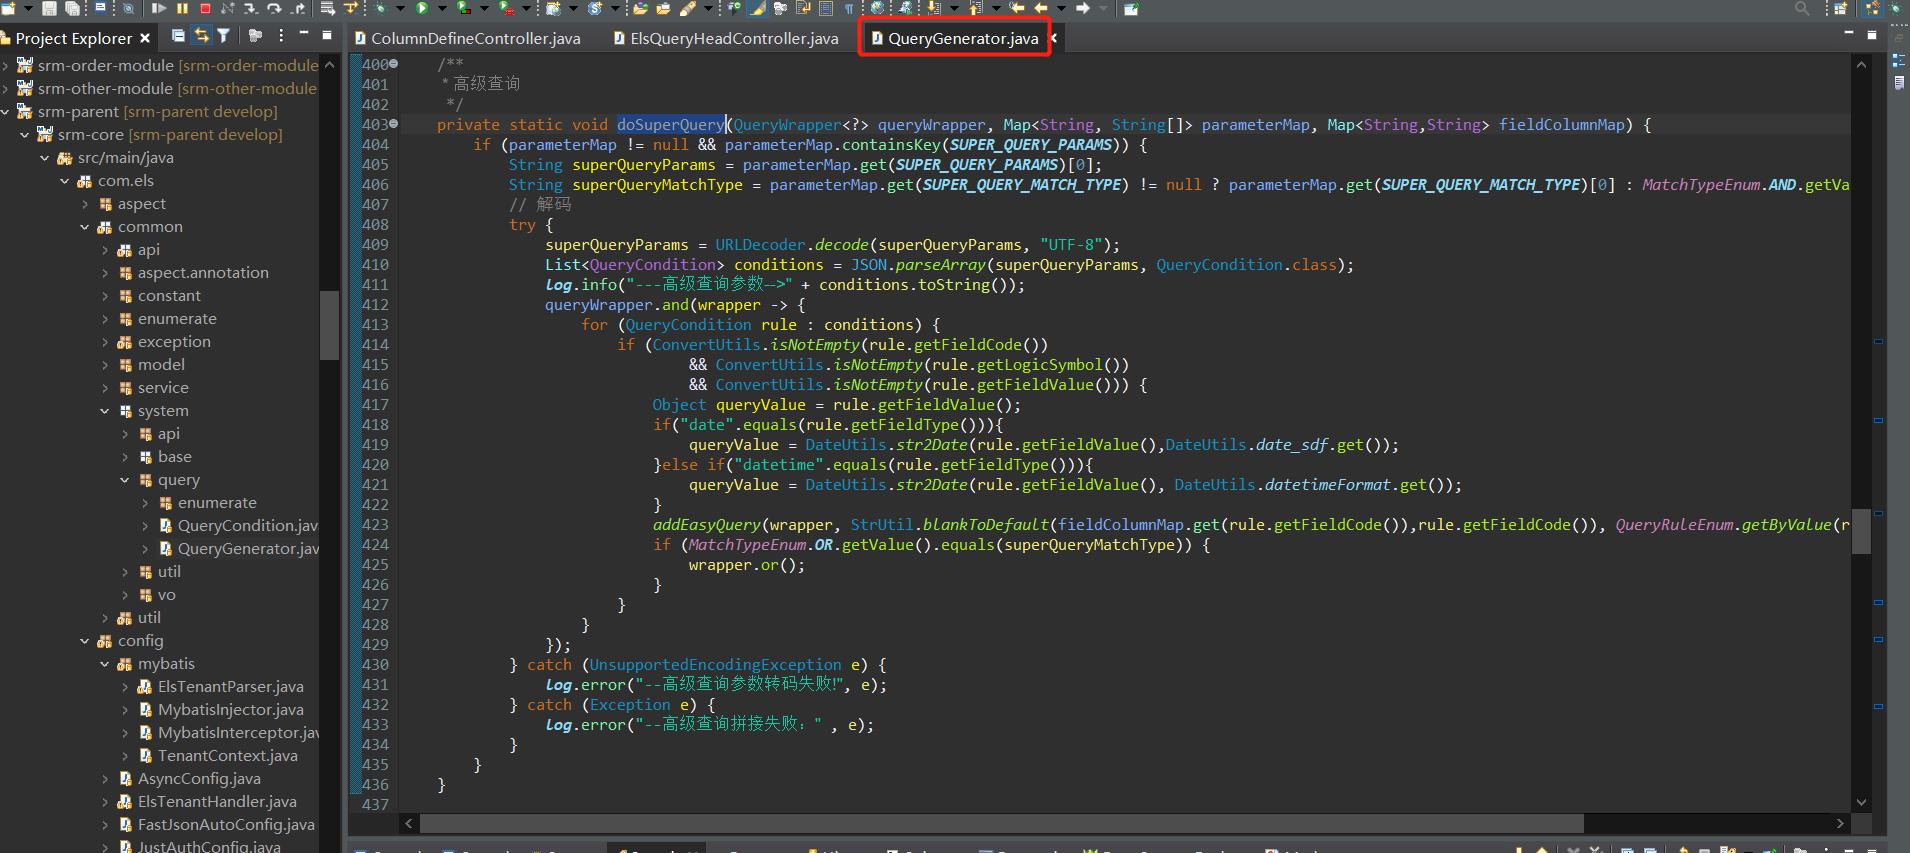 Project Explorer
ColumnDefineController.java
ElsQueryHeadController.java
QueryGenerator.java
srm-order-module [srm-order-module
srm-other-module [srm-other-module
srm-parent [srm-parent develop]
srm-core [srm-parent develop]
src/main/java
com.els
aspect
common
api
aspect.annotation
constant
enumerate
exception
model
service
system
api
base
query
enumerate
QueryCondition.jav
QueryGenerator.jav
util
vo
util
config
mybatis
ElsTenantParser.java
MybatisInjector.java
MybatisInterceptor.jav
TenantContext.java
AsyncConfig.java
ElsTenantHandler.java
FastJsonAutoConfig.java
JustAuthConfig.java
400 /**
401 * 高级查询
402 */
403 private static void doSuperQuery(QueryWrapper<?> queryWrapper, Map<String, String[]> parameterMap, Map<String,String> fieldColumnMap) {
404 if (parameterMap != null && parameterMap.containsKey(SUPER_QUERY_PARAMS)) {
405 String superQueryParams = parameterMap.get(SUPER_QUERY_PARAMS)[0];
406 String superQueryMatchType = parameterMap.get(SUPER_QUERY_MATCH_TYPE) != null ? parameterMap.get(SUPER_QUERY_MATCH_TYPE)[0] : MatchTypeEnum.AND.getVa
407 // 解码
408 try {
409 superQueryParams = URLDecoder.decode(superQueryParams, "UTF-8");
410 List<QueryCondition> conditions = JSON.parseArray(superQueryParams, QueryCondition.class);
411 log.info("---高级查询参数-->" + conditions.toString());
412 queryWrapper.and(wrapper -> {
413 for (QueryCondition rule : conditions) {
414 if (ConvertUtils.isNotEmpty(rule.getFieldCode())
415 && ConvertUtils.isNotEmpty(rule.getLogicSymbol())
416 && ConvertUtils.isNotEmpty(rule.getFieldValue())) {
417 Object queryValue = rule.getFieldValue();
418 if("date".equals(rule.getFieldType())){
419 queryValue = DateUtils.str2Date(rule.getFieldValue(),DateUtils.date_sdf.get());
420 }else if("datetime".equals(rule.getFieldType())){
421 queryValue = DateUtils.str2Date(rule.getFieldValue(), DateUtils.datetimeFormat.get());
422 }
423 addEasyQuery(wrapper, StrUtil.blankToDefault(fieldColumnMap.get(rule.getFieldCode()),rule.getFieldCode()), QueryRuleEnum.getByValue(r
424 if (MatchTypeEnum.OR.getValue().equals(superQueryMatchType)) {
425 wrapper.or();
426 }
427 }
428 }
429 });
430 } catch (UnsupportedEncodingException e) {
431 log.error("--高级查询参数转码失败!", e);
432 } catch (Exception e) {
433 log.error("--高级查询拼接失败：" , e);
434 }
435 }
436 }
437